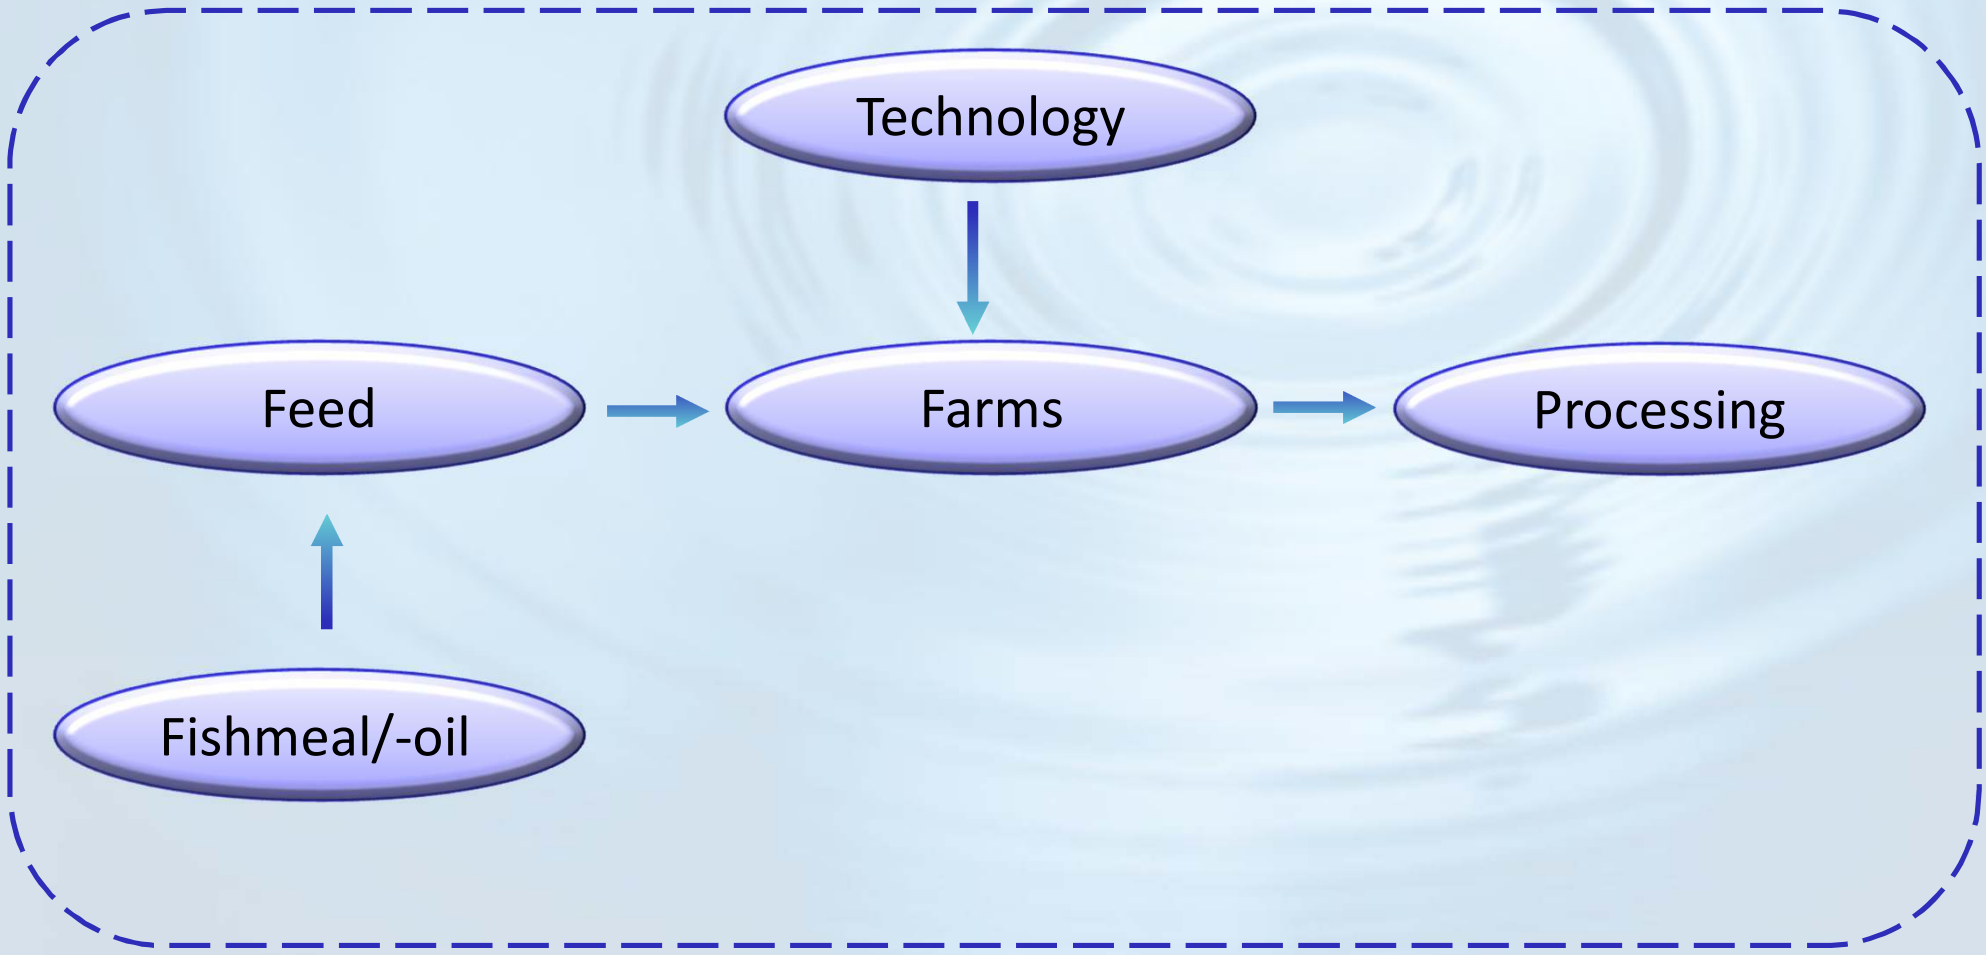 Technology
Feed
Farms
Processing
Fishmeal/-oil